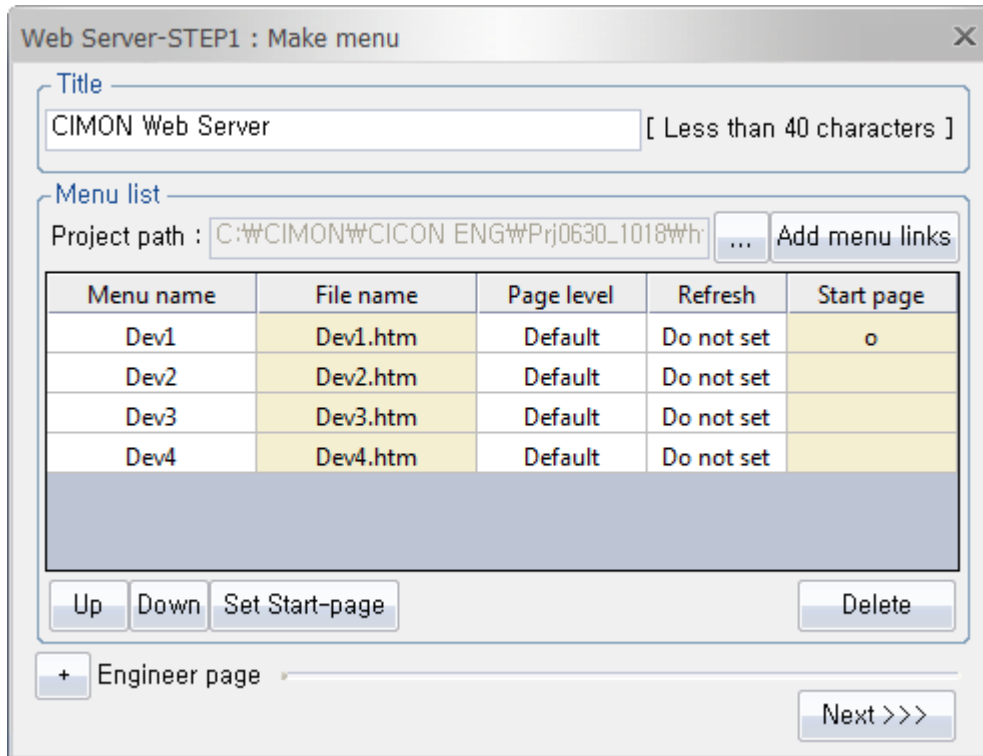 Web Server-STEP1 : Make menu
Title
CIMON Web Server [ Less than 40 characters ]
Menu list
Project path : C:₩CIMON₩CICON ENG₩Prj0630_1018₩h ... Add menu links
Menu name File name Page level Refresh Start page
Dev1 Dev1.htm Default Do not set o
Dev2 Dev2.htm Default Do not set
Dev3 Dev3.htm Default Do not set
Dev4 Dev4.htm Default Do not set
Up Down Set Start-page Delete
+ Engineer page
Next >>>